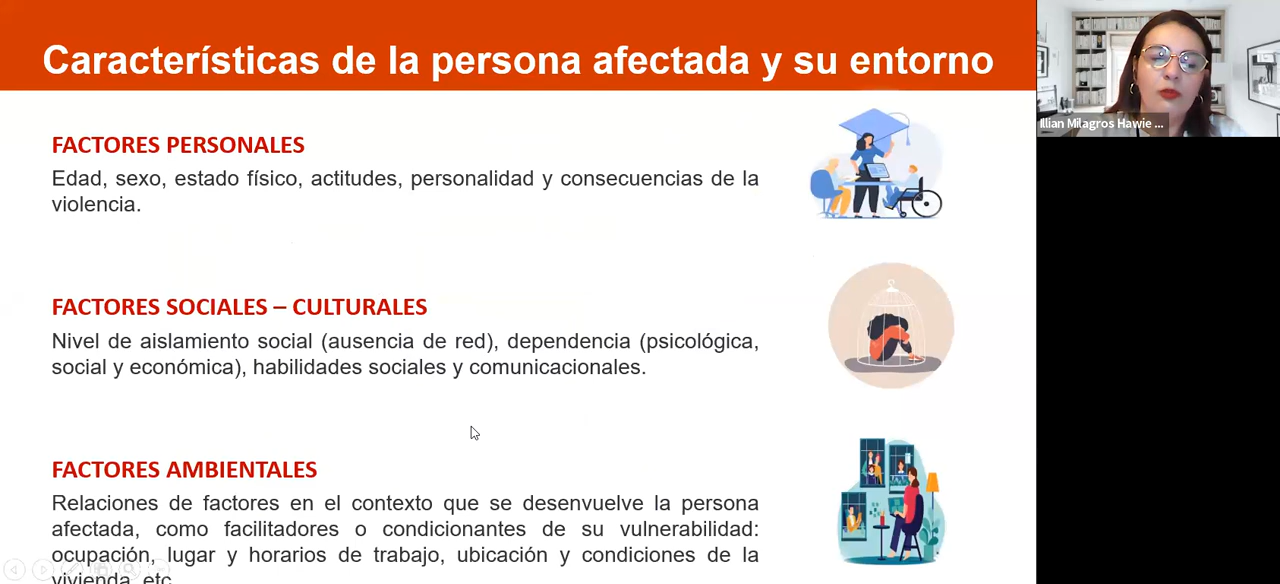 Características de la persona afectada y su entorno
FACTORES PERSONALES
Edad, sexo, estado físico, actitudes, personalidad y consecuencias de la
violencia.
FACTORES SOCIALES – CULTURALES
Nivel de aislamiento social (ausencia de red), dependencia (psicológica,
social y económica), habilidades sociales y comunicacionales.
FACTORES AMBIENTALES
Relaciones de factores en el contexto que se desenvuelve la persona
afectada, como facilitadores o condicionantes de su vulnerabilidad:
ocupación, lugar y horarios de trabajo, ubicación y condiciones de la
vivienda, etc
Illian Milagros Hawie ...